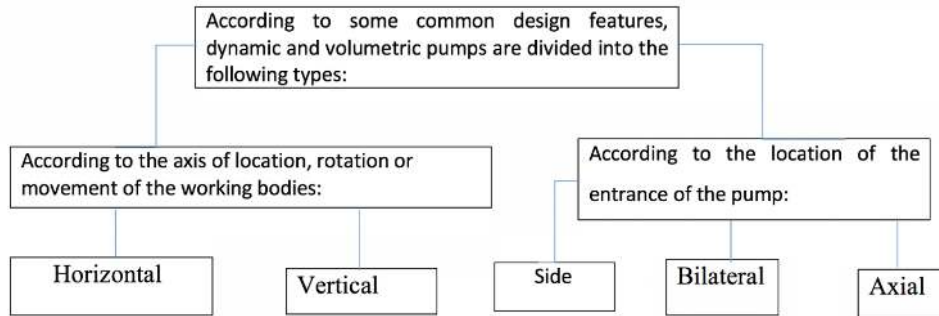 According to some common design features,
dynamic and volumetric pumps are divided into the
following types:
According to the axis of location, rotation or
movement of the working bodies:
According to the location of the
entrance of the pump:
Horizontal
Vertical
Side
Bilateral
Axial